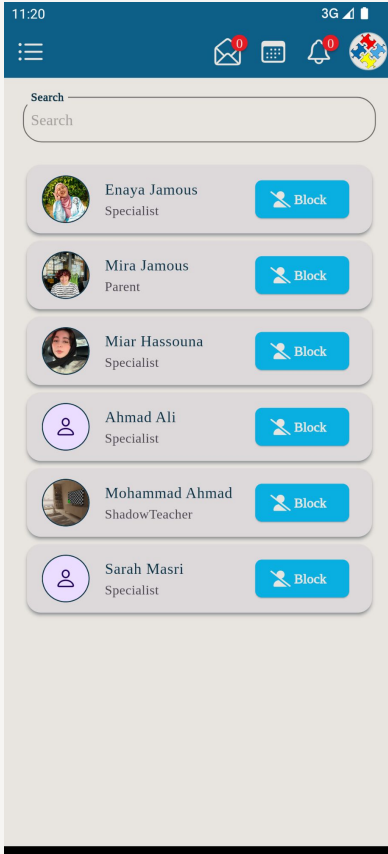 11:20
3G
0
0
Search
Search
Enaya Jamous
Specialist
Block
Mira Jamous
Parent
Block
Miar Hassouna
Specialist
Block
Ahmad Ali
Specialist
Block
Mohammad Ahmad
ShadowTeacher
Block
Sarah Masri
Specialist
Block